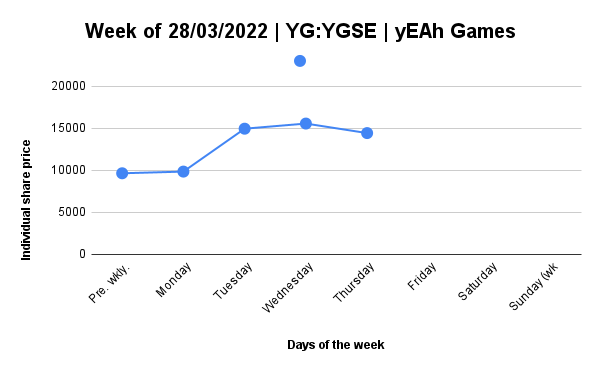 Week of 28/03/2022 | YG:YGSE | yEAh Games
20000
15000
10000
5000
0
Individual share price
Pre. wkly.
Monday
Tuesday
Wednesday
Thursday
Friday
Saturday
Sunday (wk
Days of the week